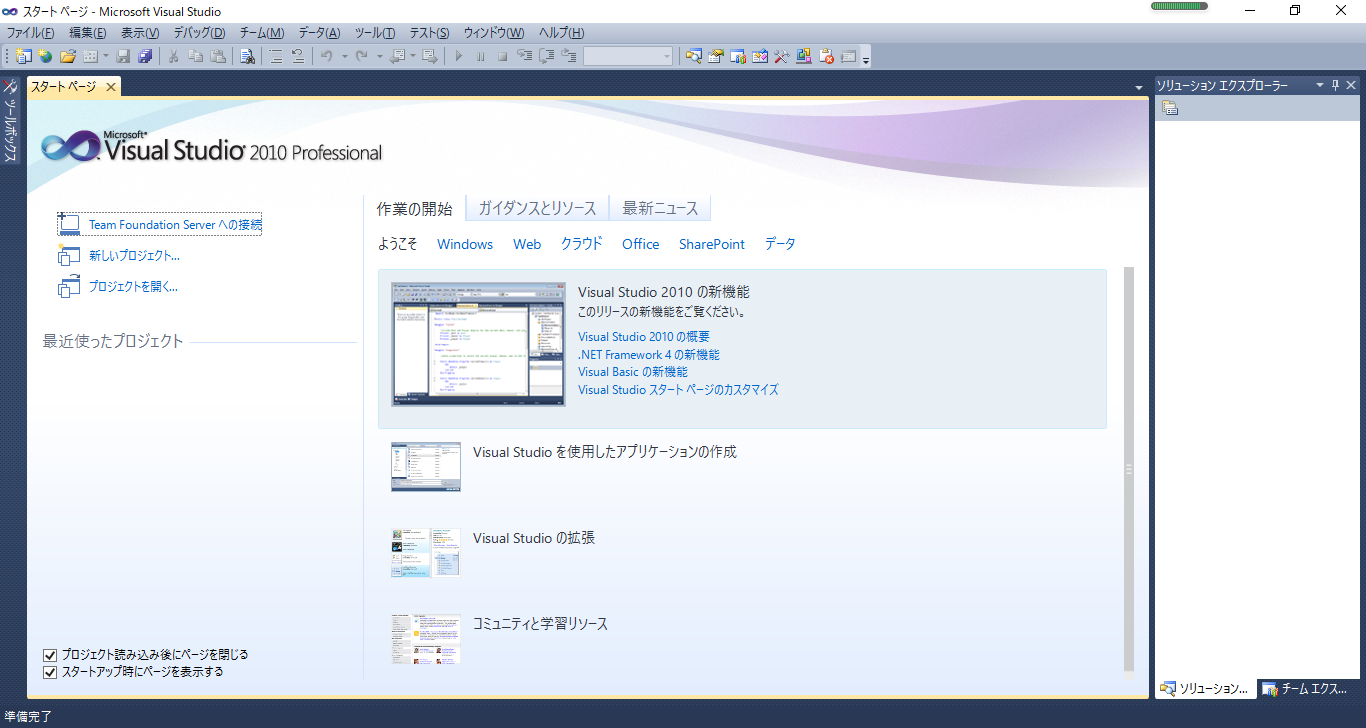 スタート ページ - Microsoft Visual Studio
ファイル(F) 編集(E) 表示(V) デバッグ(D) チーム(M) データ(A) ツール(T) テスト(S) ウィンドウ(W) ヘルプ(H)
ツールボックス
スタート ページ
Microsoft®
Visual Studio® 2010 Professional
Team Foundation Server への接続
新しいプロジェクト...
プロジェクトを開く...
最近使ったプロジェクト
プロジェクト読み込み後にページを閉じる
スタートアップ時にページを表示する
作業の開始 ガイダンスとリソース 最新ニュース
ようこそ Windows Web クラウド Office SharePoint データ
Visual Studio 2010 の新機能
このリリースの新機能をご覧ください。
Visual Studio 2010 の概要
.NET Framework 4 の新機能
Visual Basic の新機能
Visual Studio スタート ページのカスタマイズ
Visual Studio を使用したアプリケーションの作成
Visual Studio の拡張
コミュニティと学習リソース
ソリューション エクスプローラー
ソリューション... チーム エクス...
準備完了